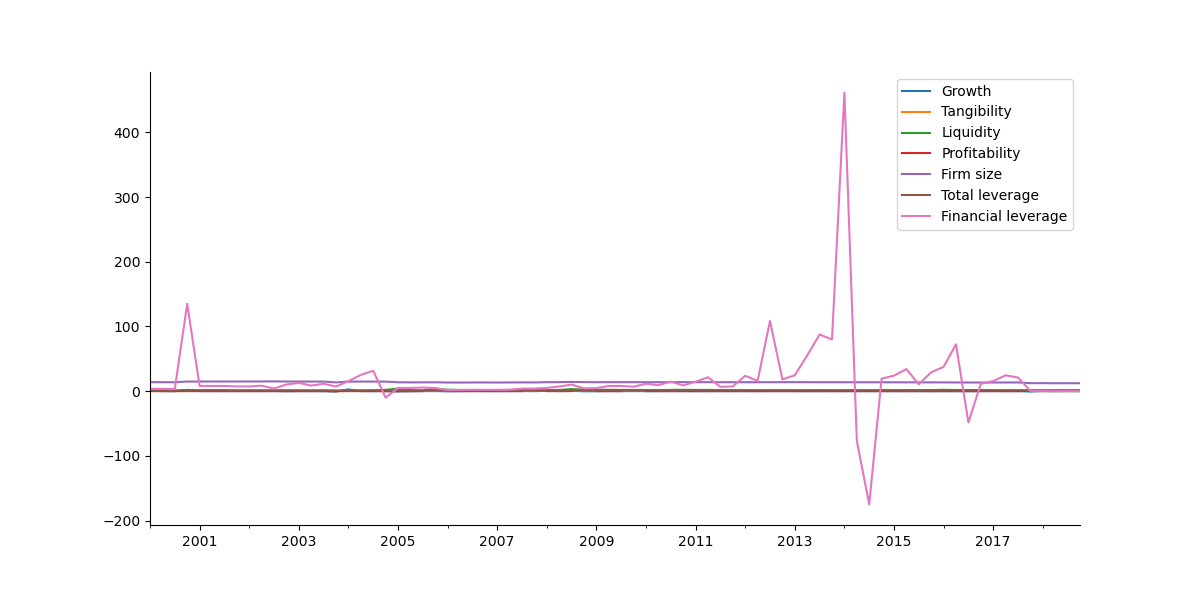 400
300
200
100
0
−100
−200
2001 2003 2005 2007 2009 2011 2013 2015 2017
Growth
Tangibility
Liquidity
Profitability
Firm size
Total leverage
Financial leverage